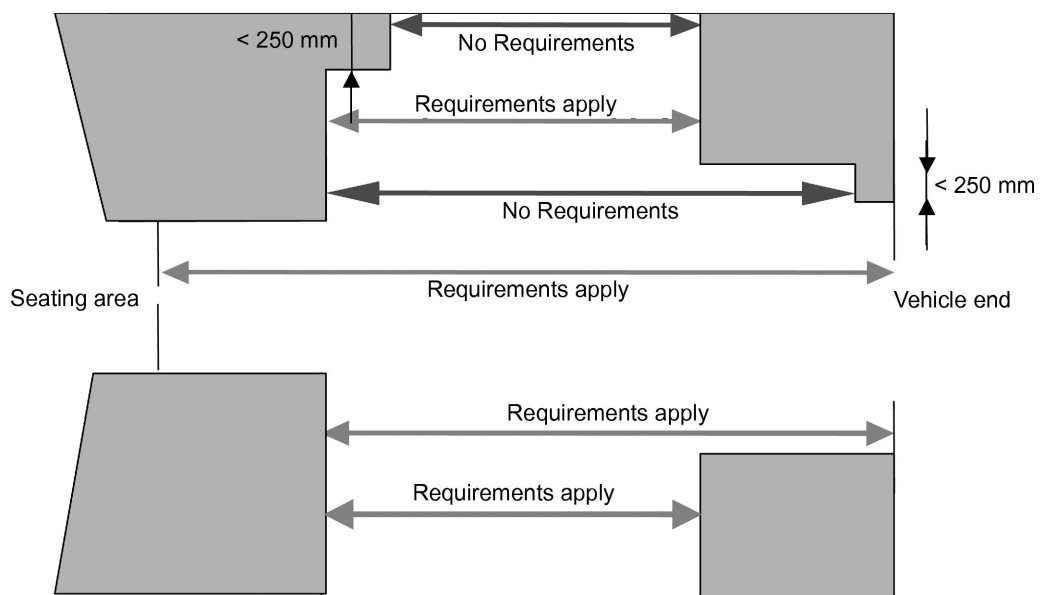 < 250 mm
No Requirements
Requirements apply
< 250 mm
No Requirements
Requirements apply
Seating area
Vehicle end
Requirements apply
Requirements apply